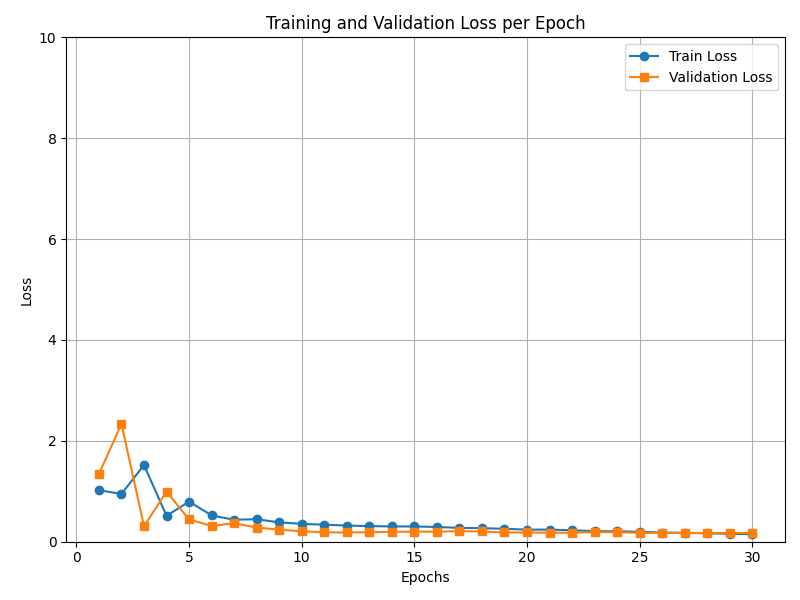 Training and Validation Loss per Epoch
10
8
6
4
2
0
Loss
Train Loss
Validation Loss
0 5 10 15 20 25 30
Epochs